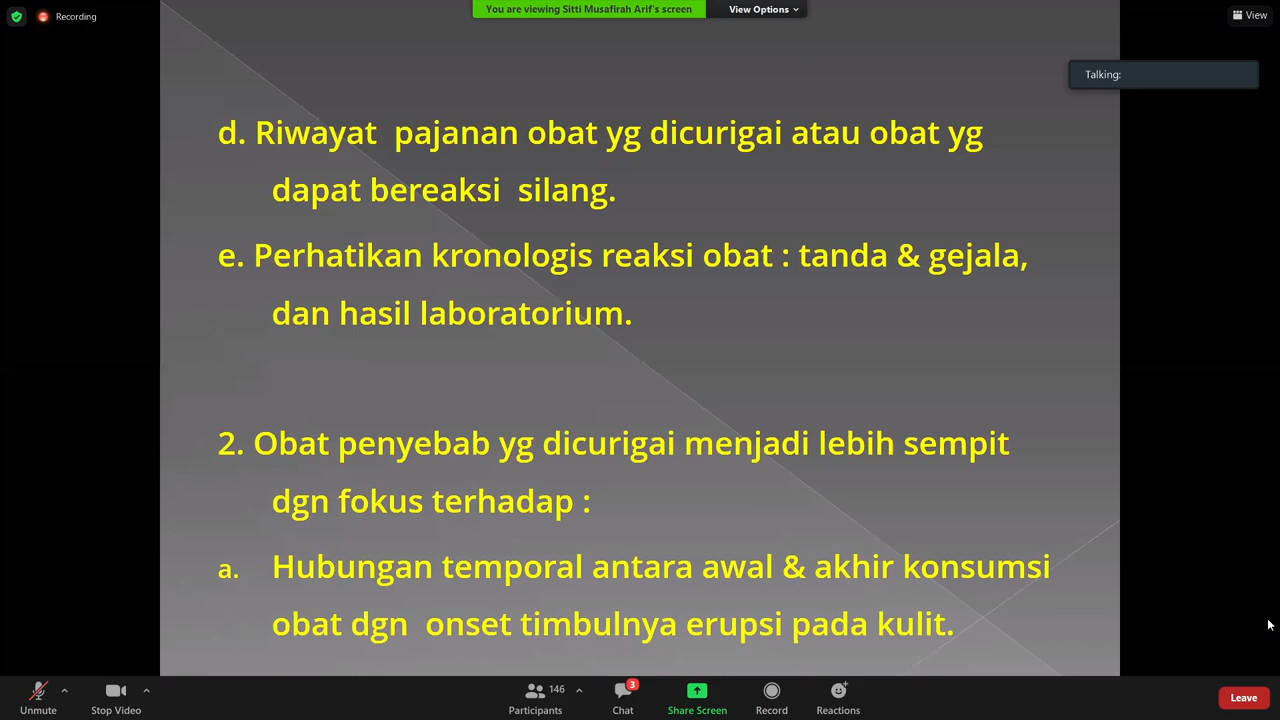 Recording
You are viewing Sitti Musafirah Arif's screen
View Options
View
Talking:
d. Riwayat pajanan obat yg dicurigai atau obat yg
dapat bereaksi silang.
e. Perhatikan kronologis reaksi obat : tanda & gejala,
dan hasil laboratorium.
2. Obat penyebab yg dicurigai menjadi lebih sempit
dgn fokus terhadap :
a. Hubungan temporal antara awal & akhir konsumsi
obat dgn onset timbulnya erupsi pada kulit.
146
3
Unmute
Stop Video
Participants
Chat
Share Screen
Record
Reactions
Leave